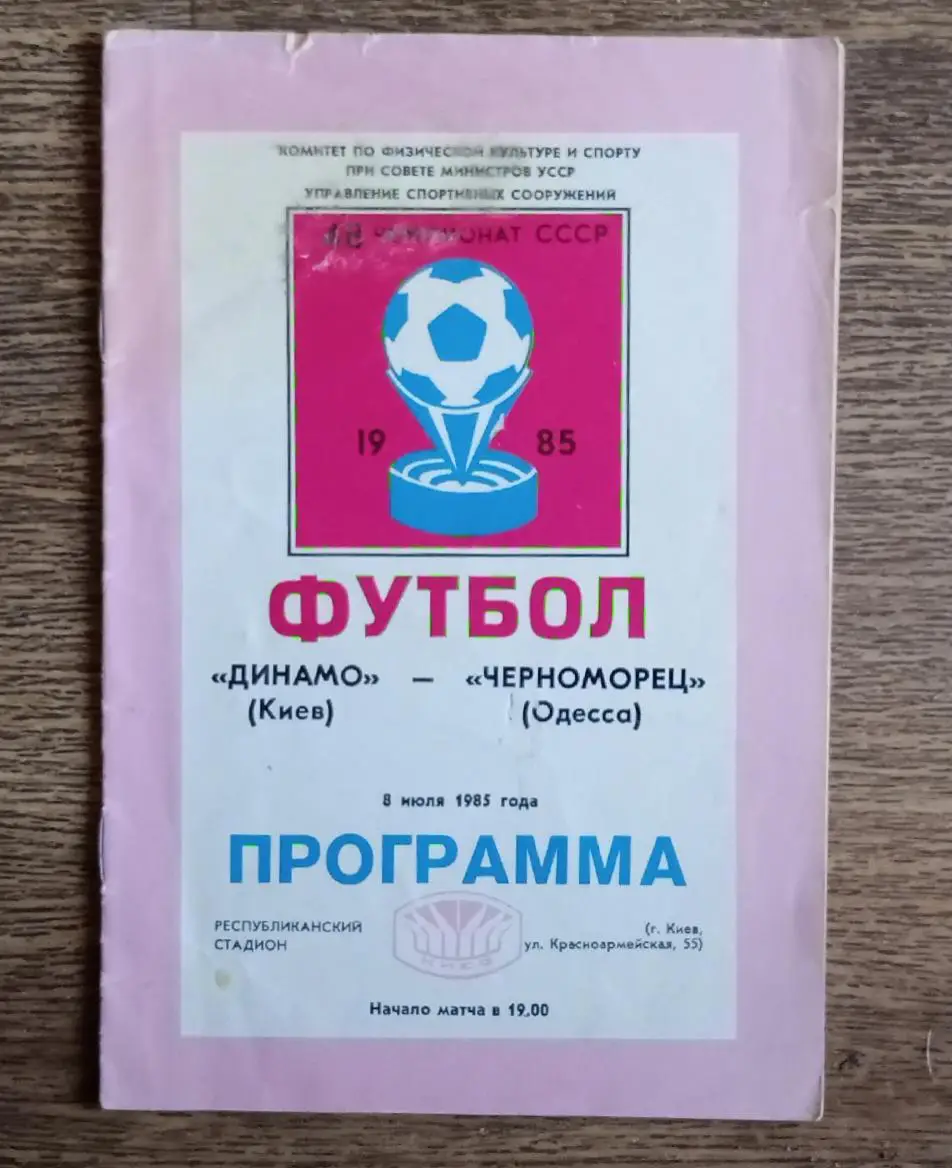 КОМИТЕТ ПО ФИЗИЧЕСКОЙ КУЛЬТУРЕ И СПОРТУ
ПРИ СОВЕТЕ МИНИСТРОВ УССР
УПРАВЛЕНИЕ СПОРТИВНЫХ СООРУЖЕНИЙ
48 ЧЕМПИОНАТ СССР
19 85
ФУТБОЛ
«ДИНАМО» — «ЧЕРНОМОРЕЦ»
(Киев) (Одесса)
8 июля 1985 года
ПРОГРАММА
РЕСПУБЛИКАНСКИЙ (г. Киев,
СТАДИОН ул. Красноармейская, 55)
Начало матча в 19.00